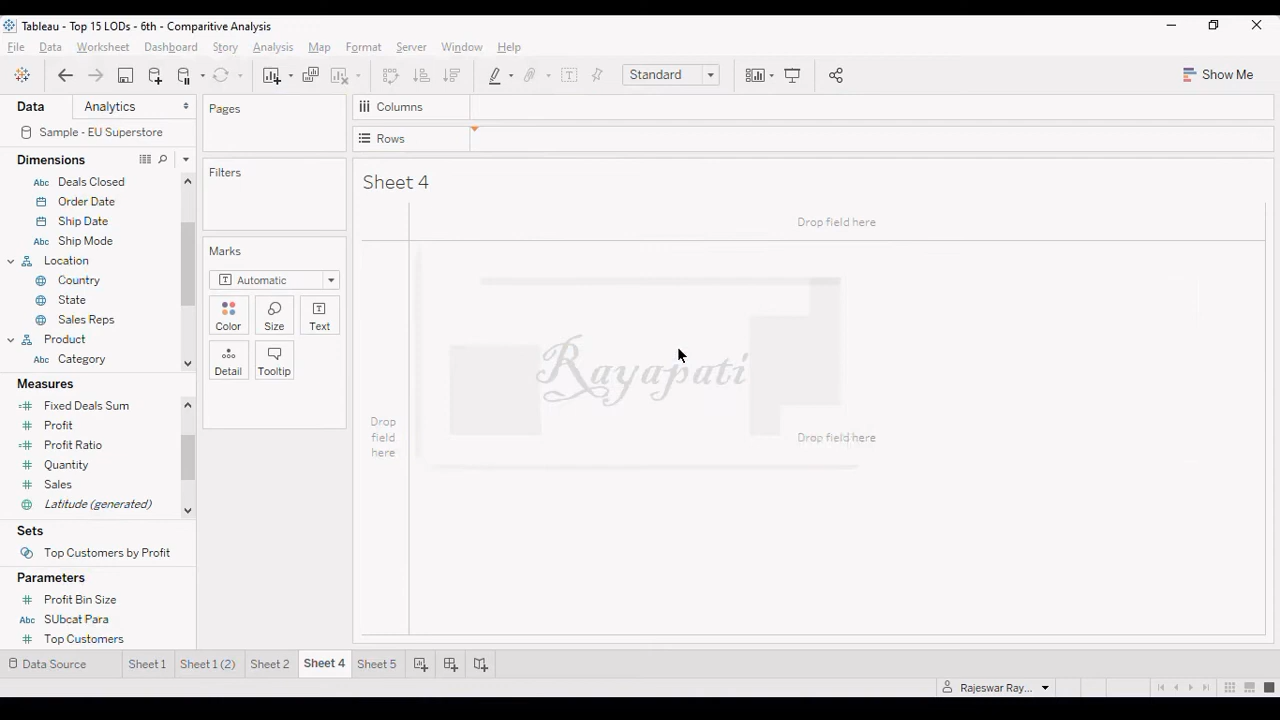 Tableau - Top 15 LODs - 6th - Comparitive Analysis
File Data Worksheet Dashboard Story Analysis Map Format Server Window Help
Standard
Show Me
Data
Analytics
Sample - EU Superstore
Dimensions
Abc Deals Closed
Order Date
Ship Date
Abc Ship Mode
Location
Country
State
Sales Reps
Product
Abc Category
Measures
Fixed Deals Sum
Profit
Profit Ratio
Quantity
Sales
Latitude (generated)
Sets
Top Customers by Profit
Parameters
Profit Bin Size
Abc SUbcat Para
Top Customers
Pages
Filters
Marks
Automatic
Color Size Text
Detail Tooltip
Columns
Rows
Sheet 4
Drop field here
Drop
field
here
Rayapati
Drop field here
Data Source Sheet 1 Sheet 1 (2) Sheet 2 Sheet 4 Sheet 5
Rajeswar Ray...